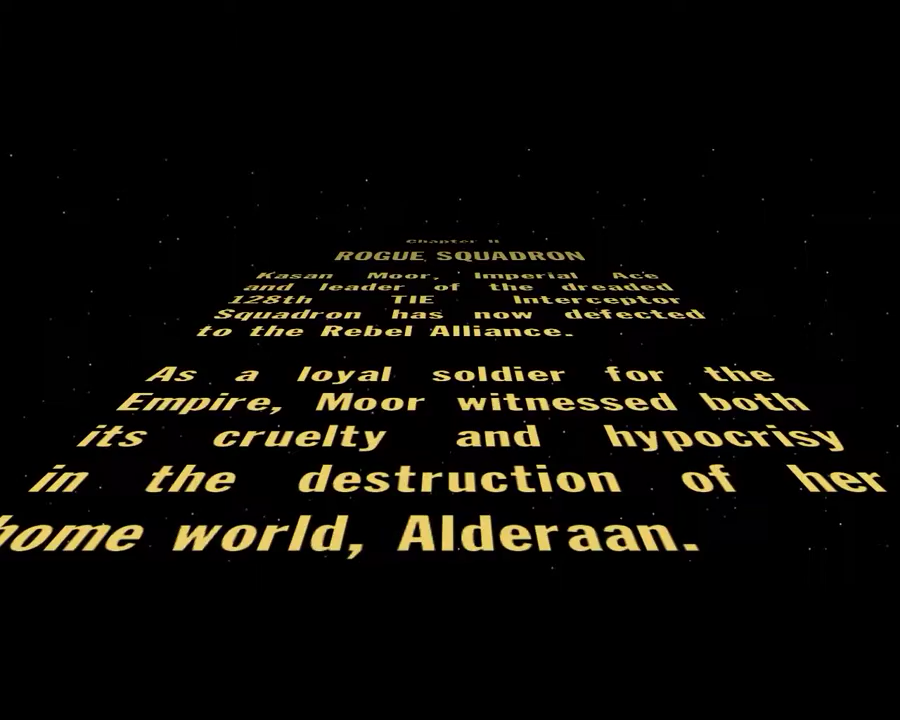 Chapter II
ROGUE SQUADRON
Kasan Moor, Imperial Ace
and leader of the dreaded
128th TIE Interceptor
Squadron has now defected
to the Rebel Alliance.
As a loyal soldier for the
Empire, Moor witnessed both
its cruelty and hypocrisy
in the destruction of her
home world, Alderaan.